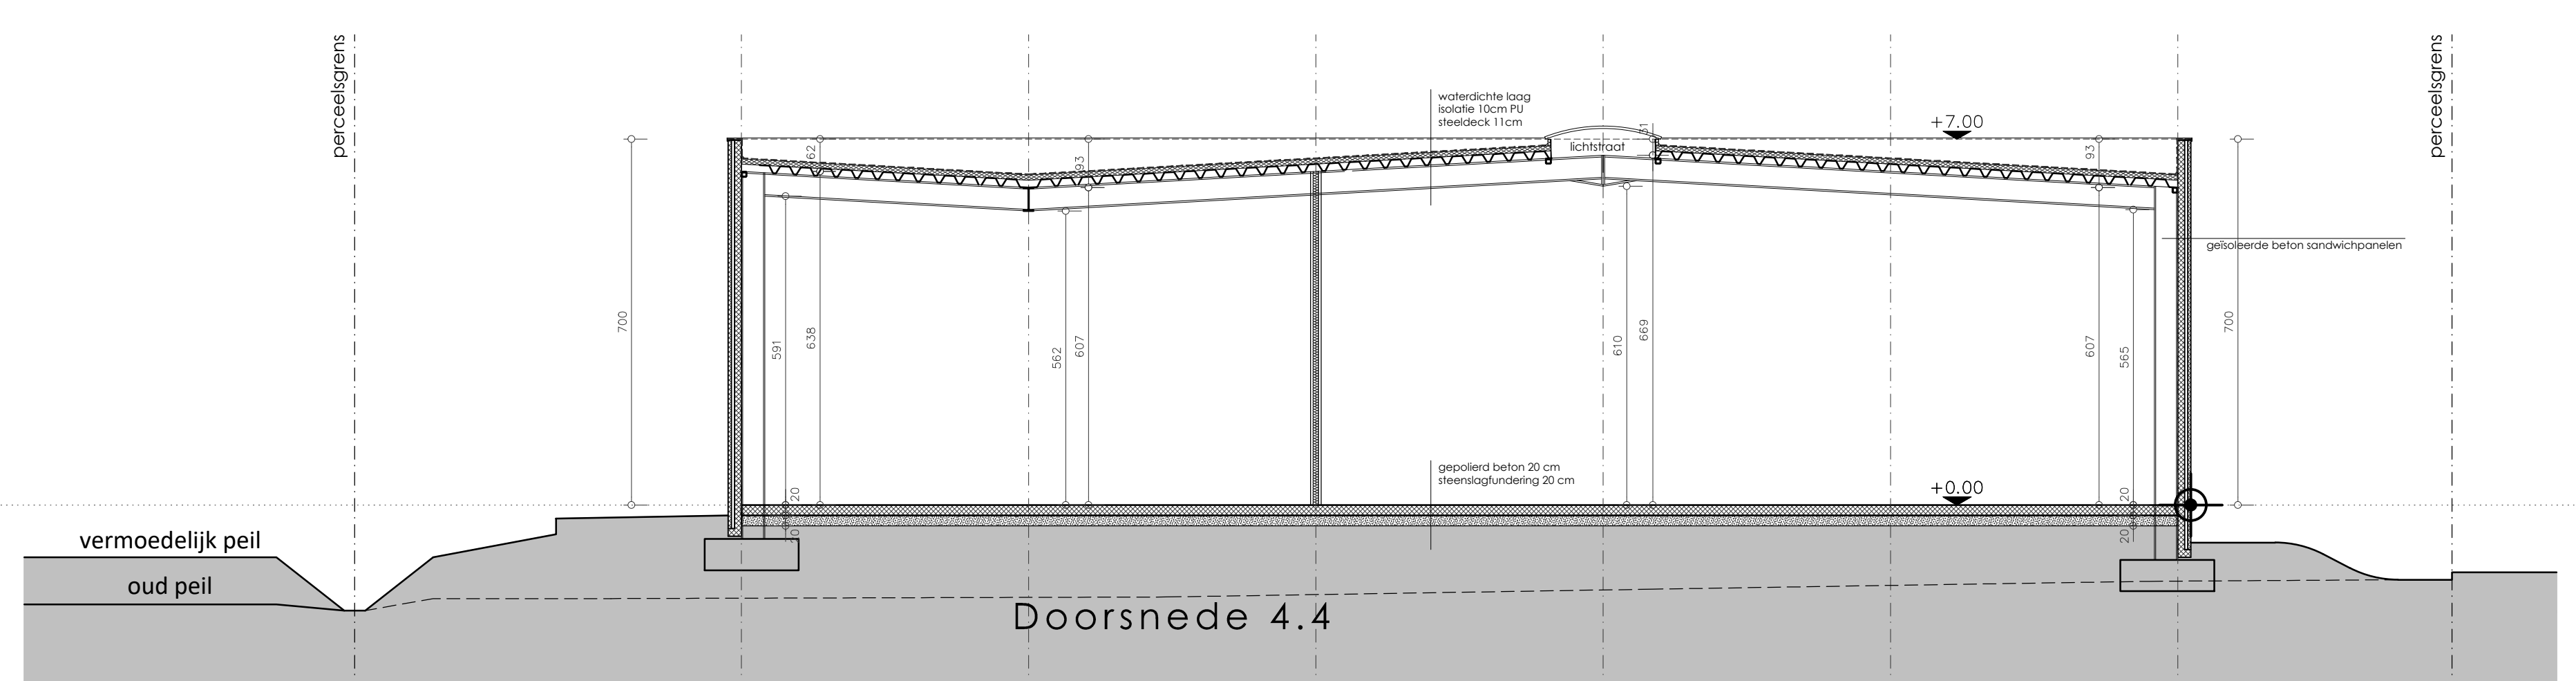 perceelsgrens
perceelsgrens
waterdichte laag
isolatie 10cm PU
steeldeck 11cm
+7.00
lichtstraat
62
93
93
geïsoleerde beton sandwichpanelen
700
591
638
562
607
610
669
607
565
700
gepolierd beton 20 cm
steenslagfundering 20 cm
+0.00
20
20
20
20
vermoedelijk peil
oud peil
Doorsnede 4.4